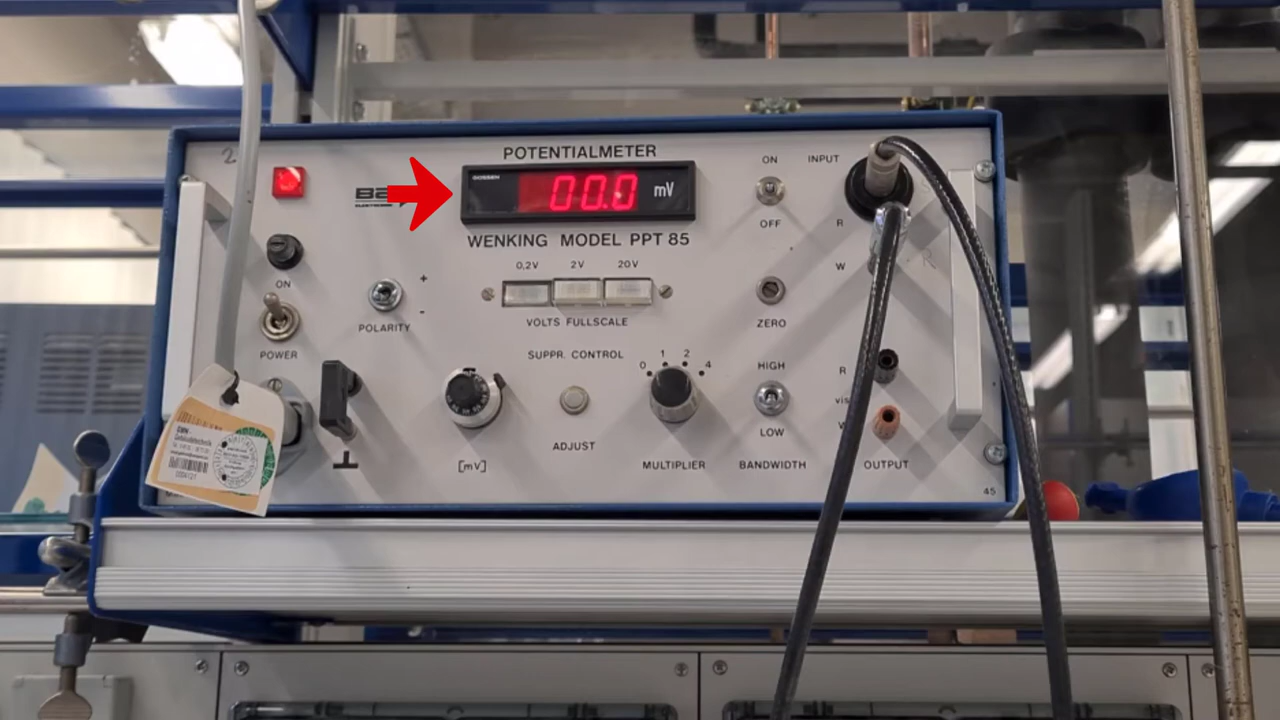 2
POTENTIALMETER
GOSSEN
00.0 mV
WENKING MODEL PPT 85
0,2V 2V 20V
VOLTS FULLSCALE
ON
POWER
POLARITY
+
-
[mV]
SUPPR. CONTROL
ADJUST
0 1 2 4
MULTIPLIER
ON
OFF
ZERO
HIGH
LOW
BANDWIDTH
INPUT
R
W
R
R
OUTPUT
45